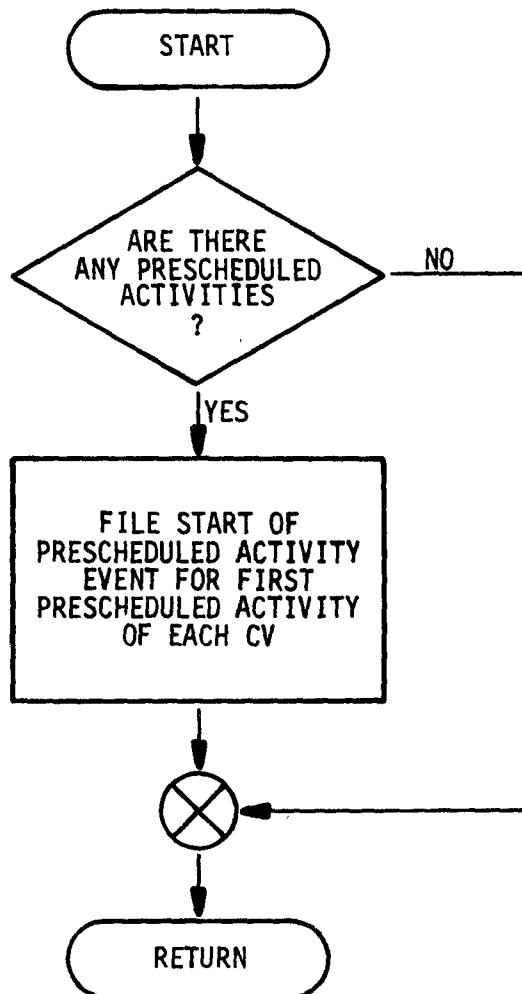 START
ARE THERE
ANY PRESCHEDULED
ACTIVITIES
?
NO
YES
FILE START OF
PRESCHEDULED ACTIVITY
EVENT FOR FIRST
PRESCHEDULED ACTIVITY
OF EACH CV
RETURN